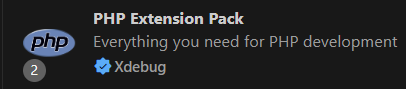 PHP Extension Pack
php
Everything you need for PHP development
2
Xdebug